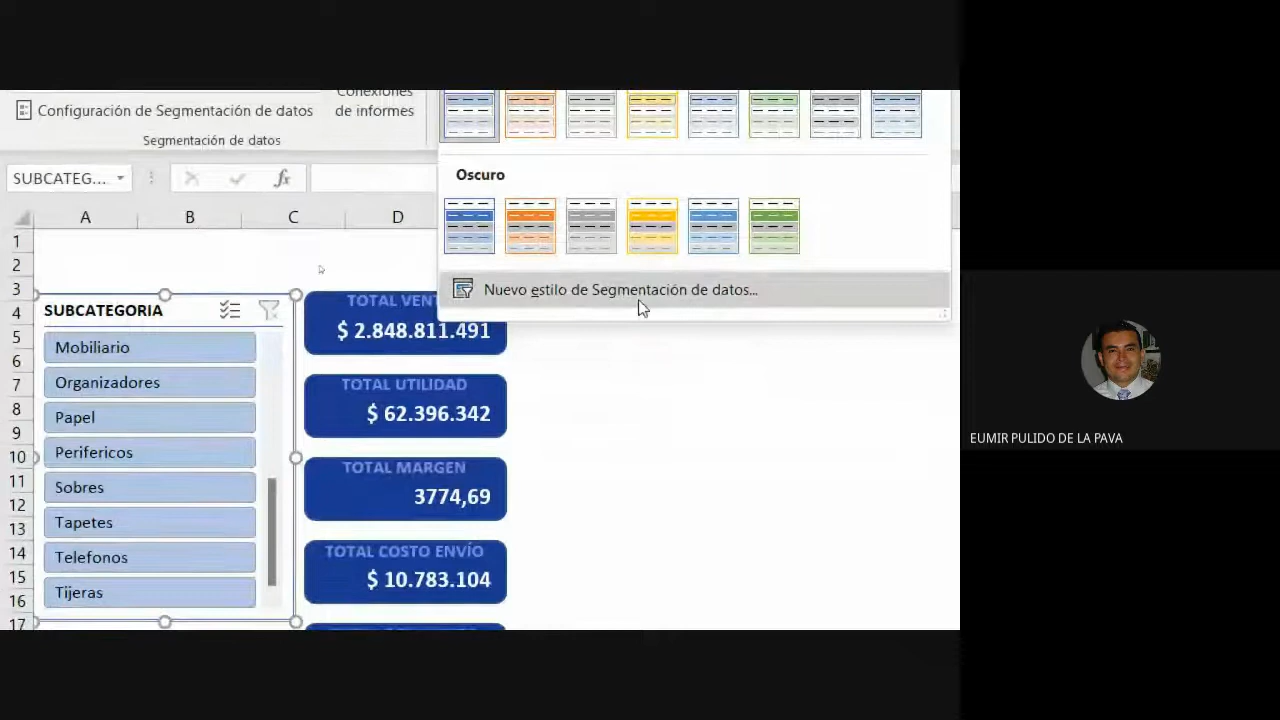 Conexiones
Configuración de Segmentación de datos
de informes
Segmentación de datos
Oscuro
SUBCATEG...
fx
Nuevo estilo de Segmentación de datos...
A B C D
1
2
3
4
5
6
7
8
9
10
11
12
13
14
15
16
17
SUBCATEGORIA
Mobiliario
Organizadores
Papel
Perifericos
Sobres
Tapetes
Telefonos
Tijeras
TOTAL VENT
$ 2.848.811.491
TOTAL UTILIDAD
$ 62.396.342
TOTAL MARGEN
3774,69
TOTAL COSTO ENVÍO
$ 10.783.104
EUMIR PULIDO DE LA PAVA